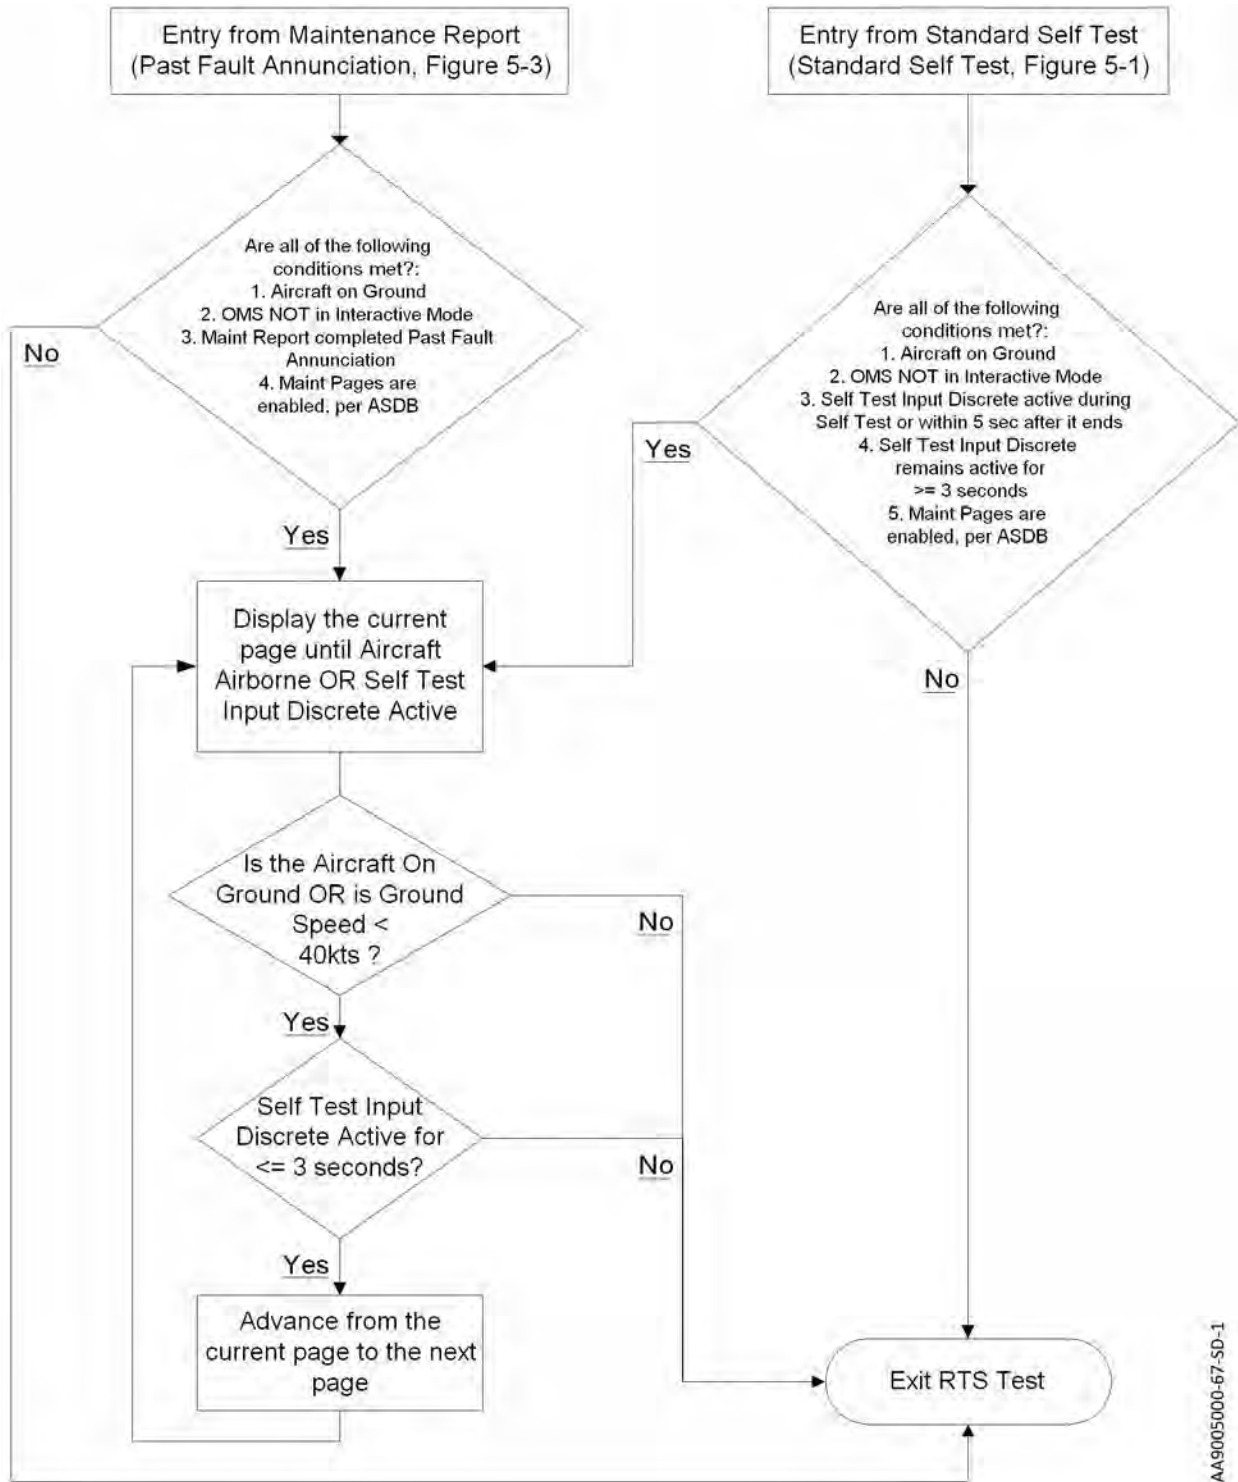 Entry from Maintenance Report
(Past Fault Annunciation, Figure 5-3)
Entry from Standard Self Test
(Standard Self Test, Figure 5-1)
Are all of the following
conditions met?:
1. Aircraft on Ground
2. OMS NOT in Interactive Mode
3. Maint Report completed Past Fault
Annunciation
4. Maint Pages are
enabled, per ASDB
No
Yes
Are all of the following
conditions met?:
1. Aircraft on Ground
2. OMS NOT in Interactive Mode
3. Self Test Input Discrete active during
Self Test or within 5 sec after it ends
4. Self Test Input Discrete
remains active for
>= 3 seconds
5. Maint Pages are
enabled, per ASDB
Yes
No
Display the current
page until Aircraft
Airborne OR Self Test
Input Discrete Active
Is the Aircraft On
Ground OR is Ground
Speed <
40kts ?
No
Yes
Self Test Input
Discrete Active for
<= 3 seconds?
No
Yes
Advance from the
current page to the next
page
Exit RTS Test
AA9005000-67-SD-1